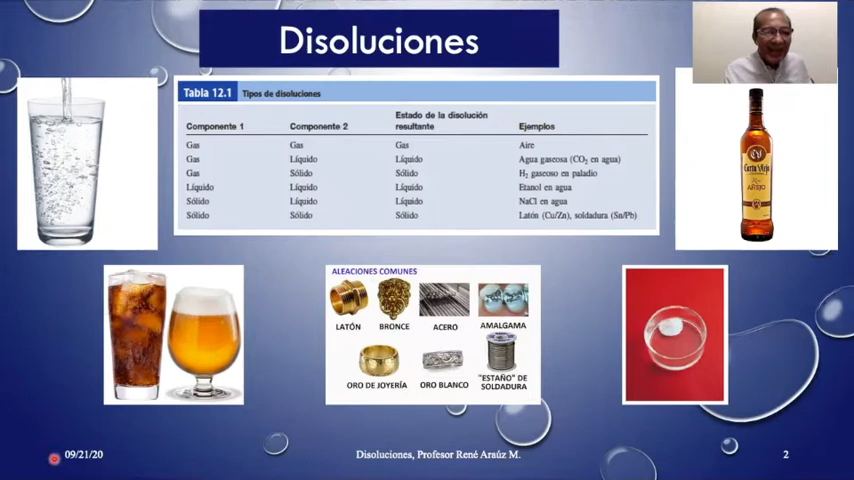 Disoluciones
Tabla 12.1 Tipos de disoluciones
Componente 1 Componente 2 Estado de la disolución resultante Ejemplos
Gas Gas Gas Aire
Gas Líquido Líquido Agua gaseosa (CO₂ en agua)
Gas Sólido Sólido H₂ gaseoso en paladio
Líquido Líquido Líquido Etanol en agua
Sólido Líquido Líquido NaCl en agua
Sólido Sólido Sólido Latón (Cu/Zn), soldadura (Sn/Pb)
Carta Vieja
AÑEJO
ALEACIONES COMUNES
LATÓN BRONCE ACERO AMALGAMA
ORO DE JOYERÍA ORO BLANCO "ESTAÑO" DE
SOLDADURA
09/21/20 Disoluciones, Profesor René Araúz M. 2